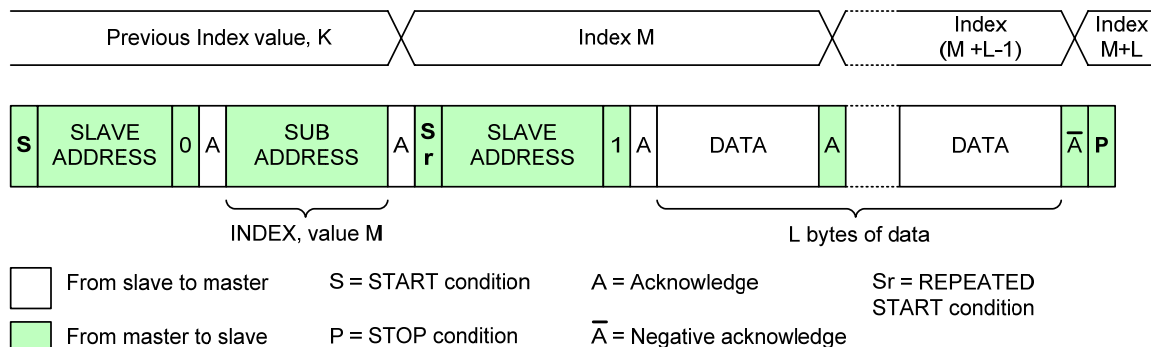 Previous Index value, K
Index M
Index
(M +L-1)
Index
M+L
S
SLAVE
ADDRESS
0
A
SUB
ADDRESS
A
S
r
SLAVE
ADDRESS
1
A
DATA
A
DATA
A̅
P
INDEX, value M
L bytes of data
From slave to master
S = START condition
A = Acknowledge
Sr = REPEATED
START condition
From master to slave
P = STOP condition
A̅ = Negative acknowledge